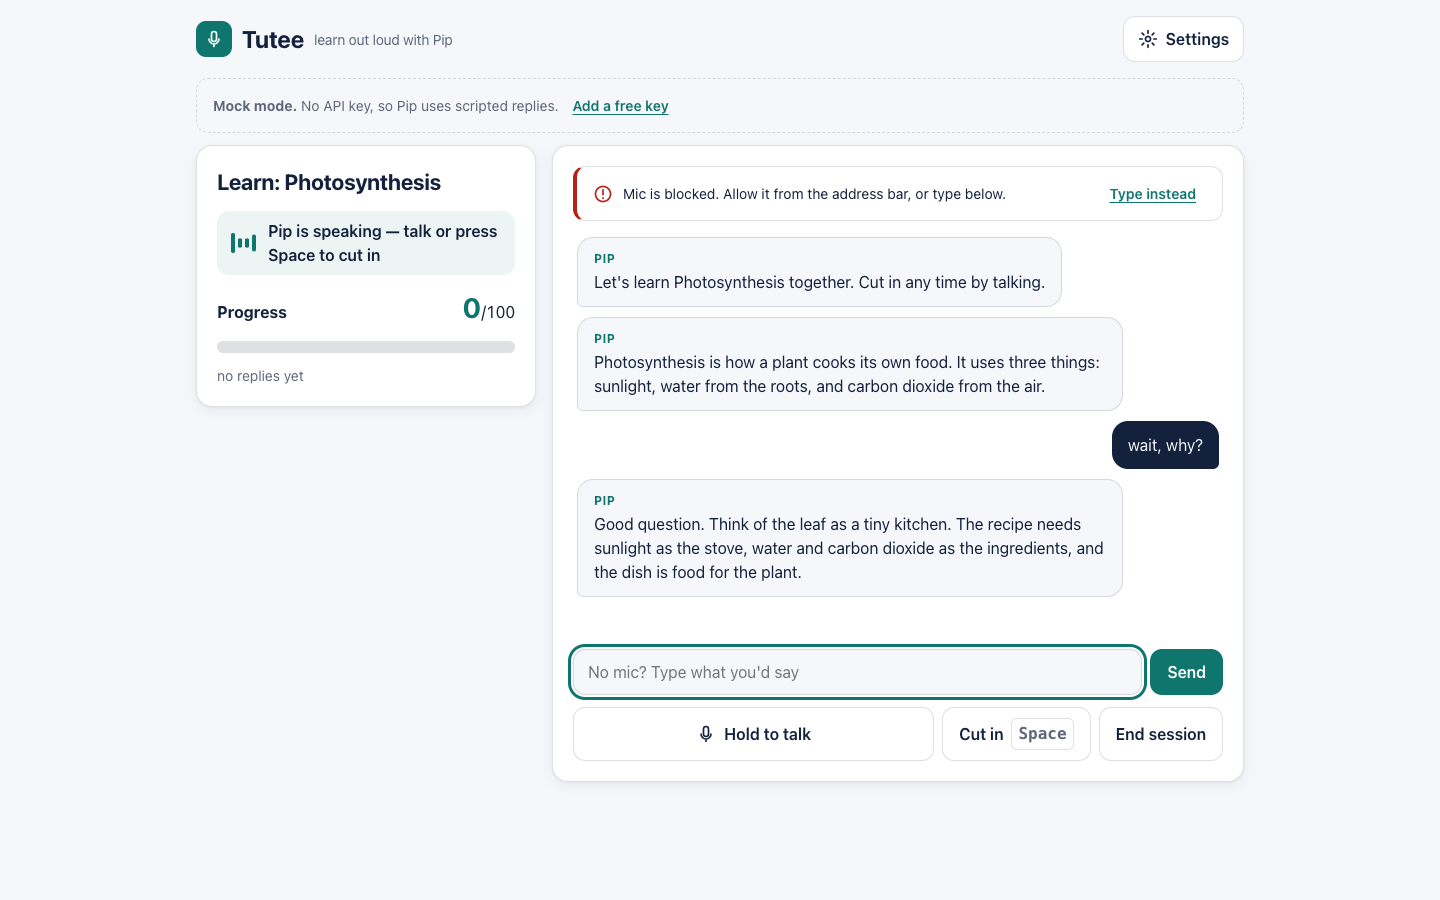 Tutee learn out loud with Pip
Settings
Mock mode. No API key, so Pip uses scripted replies. Add a free key
Learn: Photosynthesis
Pip is speaking — talk or press
Space to cut in
Progress 0/100
no replies yet
Mic is blocked. Allow it from the address bar, or type below. Type instead
PIP
Let's learn Photosynthesis together. Cut in any time by talking.
PIP
Photosynthesis is how a plant cooks its own food. It uses three things:
sunlight, water from the roots, and carbon dioxide from the air.
wait, why?
PIP
Good question. Think of the leaf as a tiny kitchen. The recipe needs
sunlight as the stove, water and carbon dioxide as the ingredients, and
the dish is food for the plant.
No mic? Type what you'd say
Send
Hold to talk
Cut in Space
End session